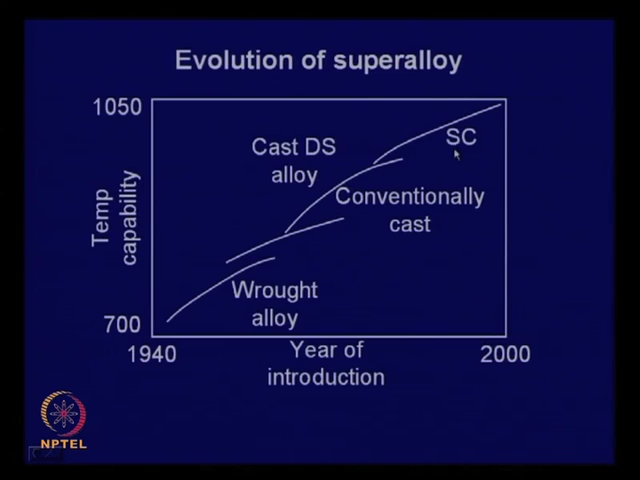 Evolution of superalloy
1050
Cast DS
alloy
SC
Conventionally
cast
Temp
capability
Wrought
alloy
700
1940
Year of
introduction
2000
NPTEL